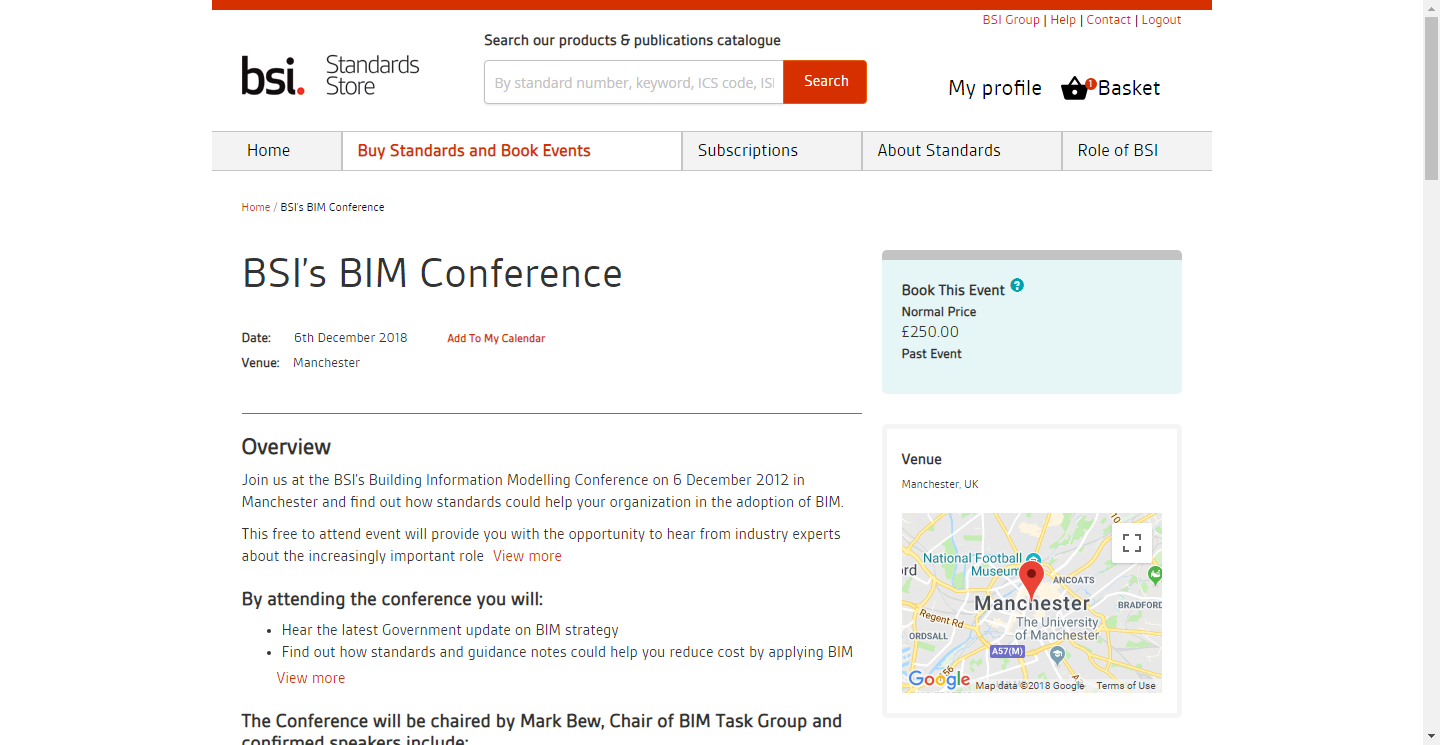 BSI Group | Help | Contact | Logout
Search our products & publications catalogue
bsi. Standards Store
By standard number, keyword, ICS code, ISI
Search
My profile
1
Basket
Home
Buy Standards and Book Events
Subscriptions
About Standards
Role of BSI
Home / BSI's BIM Conference
BSI's BIM Conference
Date: 6th December 2018 Add To My Calendar
Venue: Manchester
Book This Event ?
Normal Price
£250.00
Past Event
Overview
Join us at the BSI's Building Information Modelling Conference on 6 December 2012 in
Manchester and find out how standards could help your organization in the adoption of BIM.
This free to attend event will provide you with the opportunity to hear from industry experts
about the increasingly important role View more
By attending the conference you will:
• Hear the latest Government update on BIM strategy
• Find out how standards and guidance notes could help you reduce cost by applying BIM
View more
The Conference will be chaired by Mark Bew, Chair of BIM Task Group and
confirmed speakers include:
Venue
Manchester, UK
National Football
Museum
ANCOATS
Manchester
BRADFORD
Regent Rd
The University
of Manchester
ORDSALL
A57(M)
Google
Map data ©2018 Google
Terms of Use